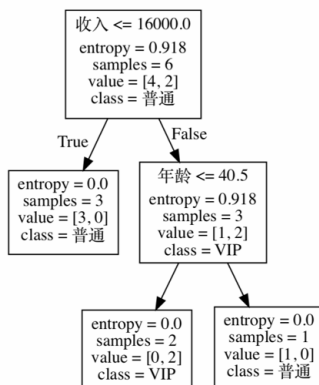 收入 <= 16000.0
entropy = 0.918
samples = 6
value = [4, 2]
class = 普通
True
False
entropy = 0.0
samples = 3
value = [3, 0]
class = 普通
年龄 <= 40.5
entropy = 0.918
samples = 3
value = [1, 2]
class = VIP
entropy = 0.0
samples = 2
value = [0, 2]
class = VIP
entropy = 0.0
samples = 1
value = [1, 0]
class = 普通